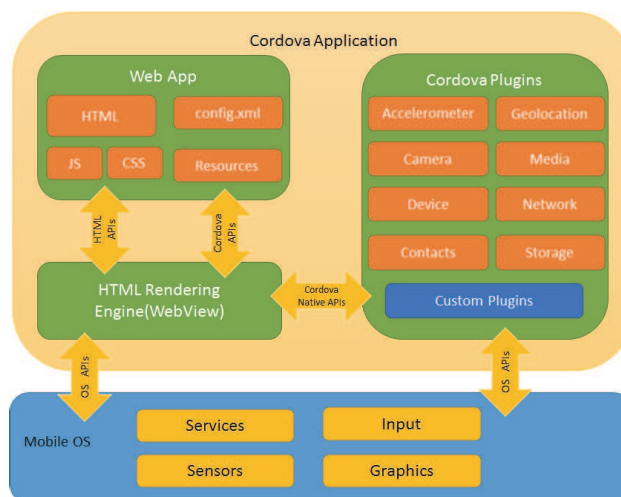 Cordova Application
Web App
HTML
config.xml
JS
CSS
Resources
HTML
APIs
Cordova
APIs
HTML Rendering
Engine(WebView)
Cordova
Native APIs
Cordova Plugins
Accelerometer
Geolocation
Camera
Media
Device
Network
Contacts
Storage
Custom Plugins
OS APIs
OS APIs
Mobile OS
Services
Input
Sensors
Graphics